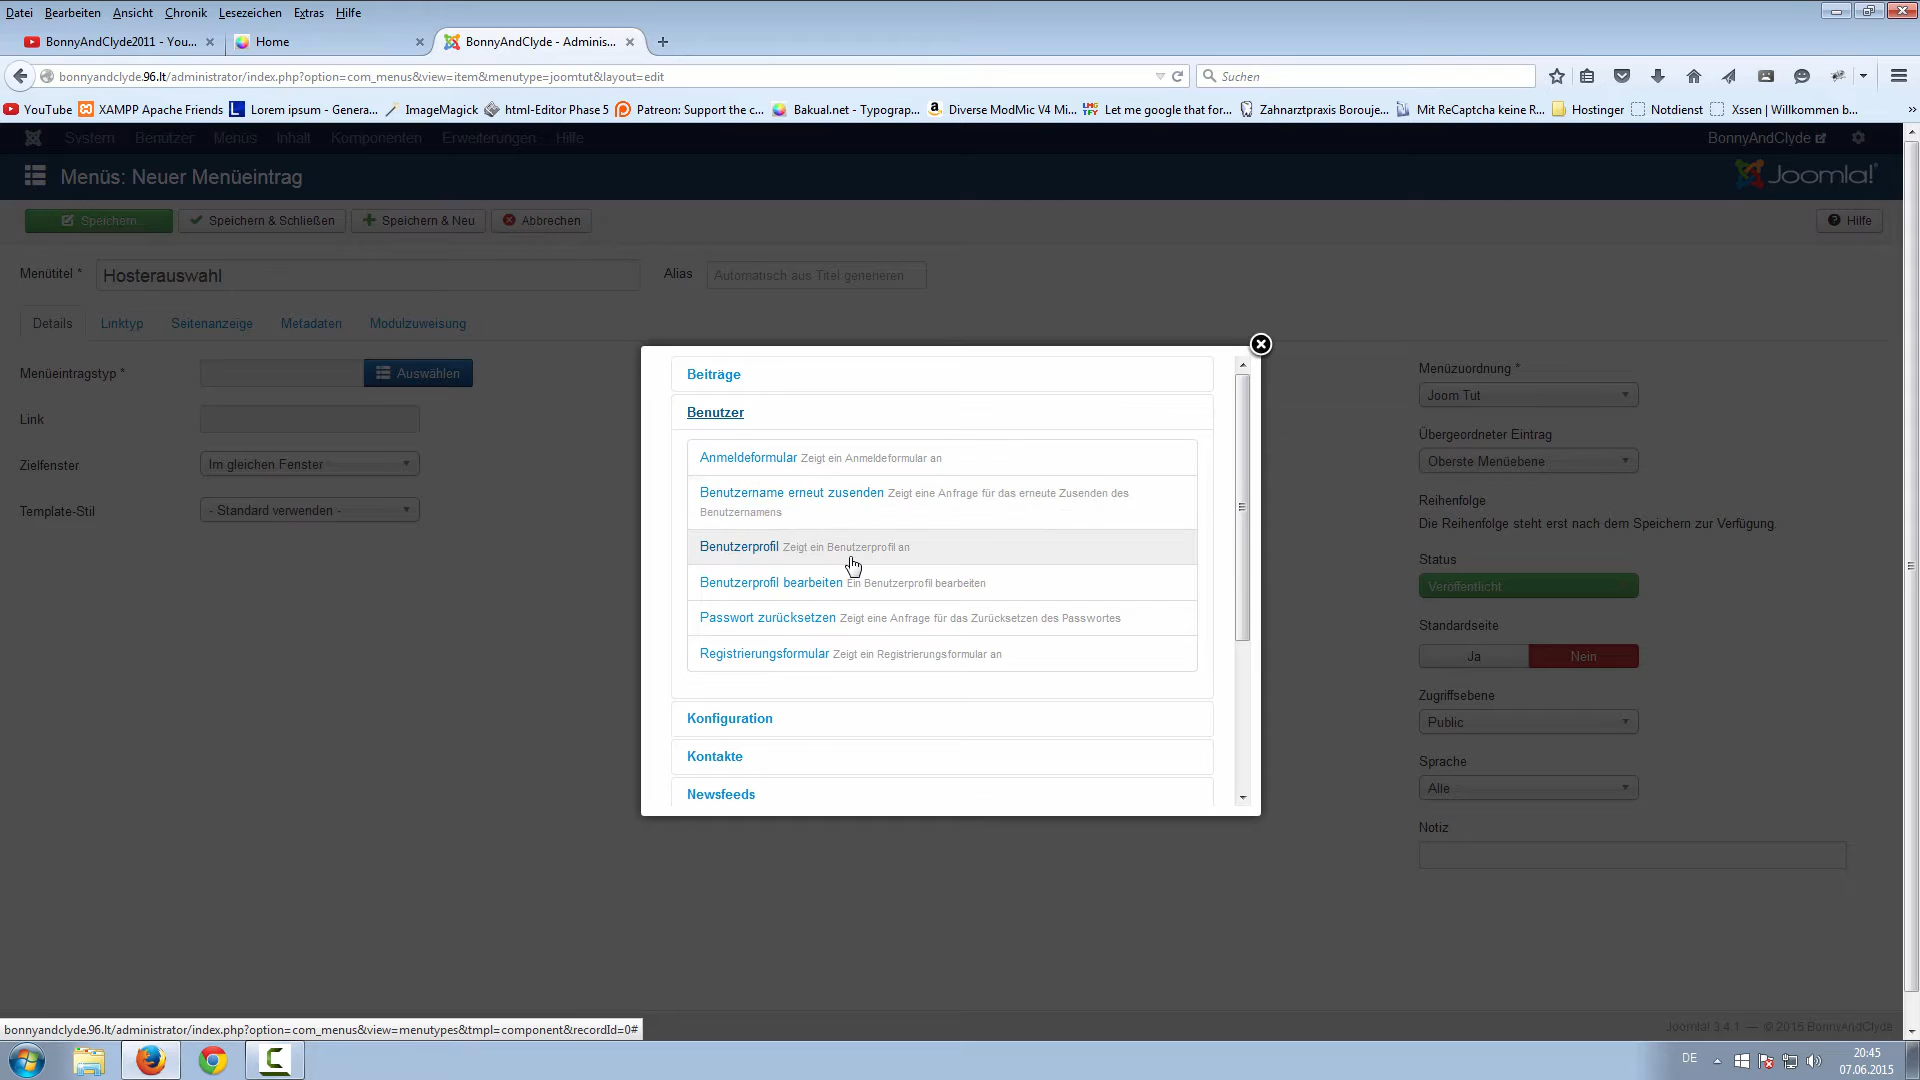 Datei Bearbeiten Ansicht Chronik Lesezeichen Extras Hilfe
BonnyAndClyde2011 - You... Home BonnyAndClyde - Adminis...
bonnyandclyde.96.lt/administrator/index.php?option=com_menus&view=item&menutype=joomtut&layout=edit Suchen
YouTube XAMPP Apache Friends Lorem ipsum - Genera... ImageMagick html-Editor Phase 5 Patreon: Support the c... Bakual.net - Typograp... Diverse ModMic V4 Mi... Let me google that for... Zahnarztpraxis Borouje... Mit ReCaptcha keine R... Hostinger Notdienst Xssen | Willkommen b...
System Benutzer Menüs Inhalt Komponenten Erweiterungen Hilfe BonnyAndClyde
Menüs: Neuer Menüeintrag Joomla!
Speichern Speichern & Schließen Speichern & Neu Abbrechen Hilfe
Menütitel * Hosterauswahl Alias Automatisch aus Titel generieren
Details Linktyp Seitenanzeige Metadaten Modulzuweisung
Menüeintragstyp * Auswählen
Link
Zielfenster Im gleichen Fenster
Template-Stil - Standard verwenden -
Beiträge
Benutzer
Anmeldeformular Zeigt ein Anmeldeformular an
Benutzername erneut zusenden Zeigt eine Anfrage für das erneute Zusenden des
Benutzernamens
Benutzerprofil Zeigt ein Benutzerprofil an
Benutzerprofil bearbeiten Ein Benutzerprofil bearbeiten
Passwort zurücksetzen Zeigt eine Anfrage für das Zurücksetzen des Passwortes
Registrierungsformular Zeigt ein Registrierungsformular an
Konfiguration
Kontakte
Newsfeeds
Menüzuordnung *
Joom Tut
Übergeordneter Eintrag
Oberste Menüebene
Reihenfolge
Die Reihenfolge steht erst nach dem Speichern zur Verfügung.
Status
Veröffentlicht
Standardseite
Ja Nein
Zugriffsebene
Public
Sprache
Alle
Notiz
Joomla! 3.4.1 — © 2015 BonnyAndClyde
bonnyandclyde.96.lt/administrator/index.php?option=com_menus&view=menutypes&tmpl=component&recordId=0#
DE 20:45
07.06.2015